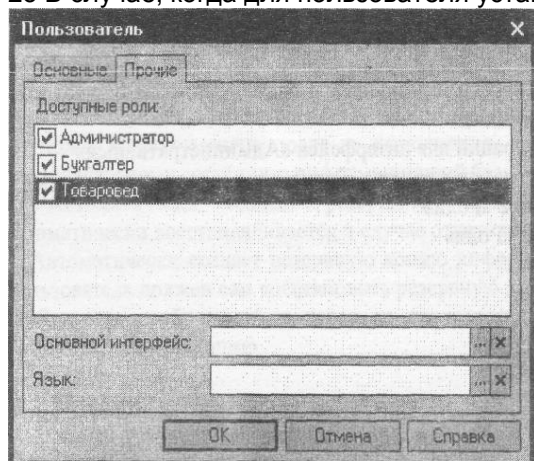 Пользователь
Основные Прочие
Доступные роли:
Администратор
Бухгалтер
Товаровед
Основной интерфейс: ...
Язык: ...
OK Отмена Справка